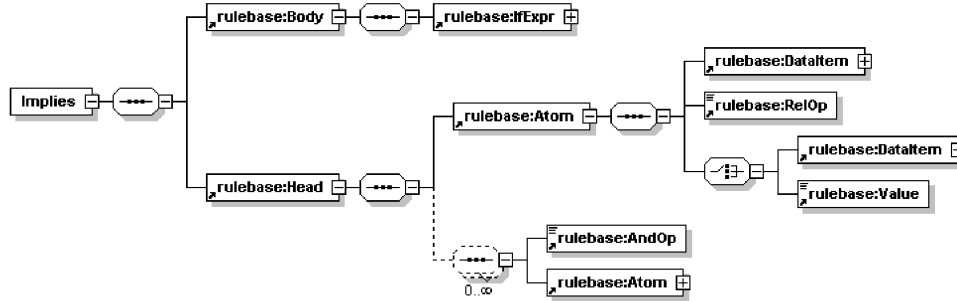 rulebase:Body
rulebase:IfExpr
rulebase:DataItem
Implies
rulebase:RelOp
rulebase:Atom
rulebase:DataItem
rulebase:Head
rulebase:Value
rulebase:AndOp
rulebase:Atom
0..∞